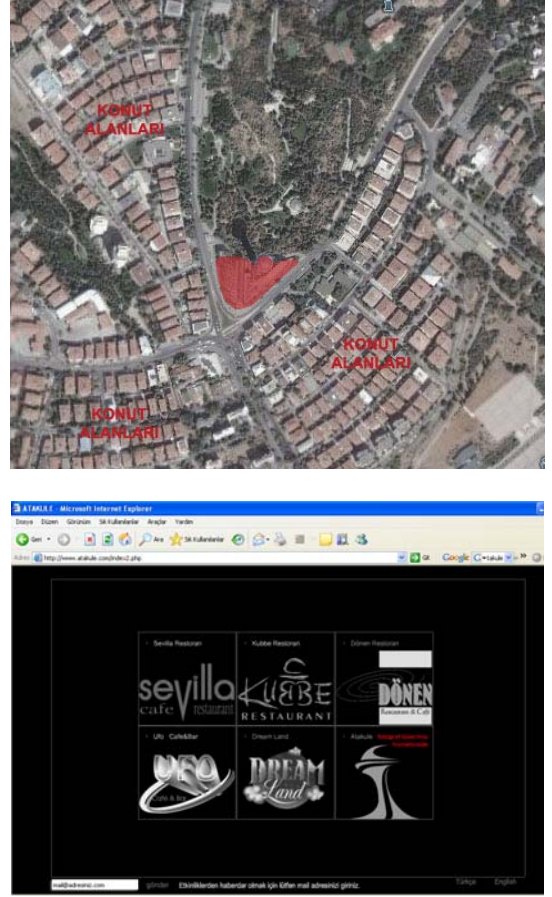 KONUT
ALANLARI
KONUT
ALANLARI
KONUT
ALANLARI
ATAKULE - Microsoft Internet Explorer
Dosya Düzen Görünüm Sık Kullanılanlar Araçlar Yardım
Geri Ara Sık Kullanılanlar
Adres http://www.atakule.com/index2.php Git Google
Sevilla Restoran Kubbe Restoran Dönen Restoran
sevilla
cafe restaurant
KUBBE
RESTAURANT
DÖNEN
Restaurant & Cafe
Ufo Cafe&Bar Dream Land Atakule
UFO
Café & Bar
DREAM
Land
mail@adresiniz.com gönder Etkinliklerden haberdar olmak için lütfen mail adresinizi giriniz. Türkçe English